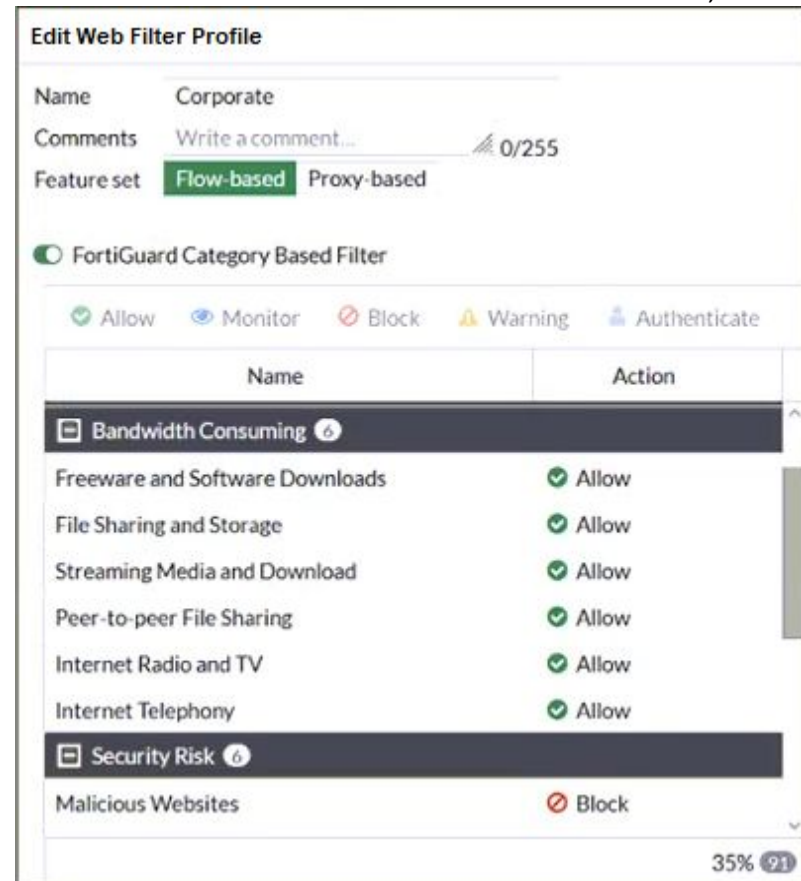 Edit Web Filter Profile
Name Corporate
Comments Write a comment... 0/255
Feature set Flow-based Proxy-based
FortiGuard Category Based Filter
Allow Monitor Block Warning Authenticate
Name Action
Bandwidth Consuming 6
Freeware and Software Downloads Allow
File Sharing and Storage Allow
Streaming Media and Download Allow
Peer-to-peer File Sharing Allow
Internet Radio and TV Allow
Internet Telephony Allow
Security Risk 6
Malicious Websites Block
35% 91